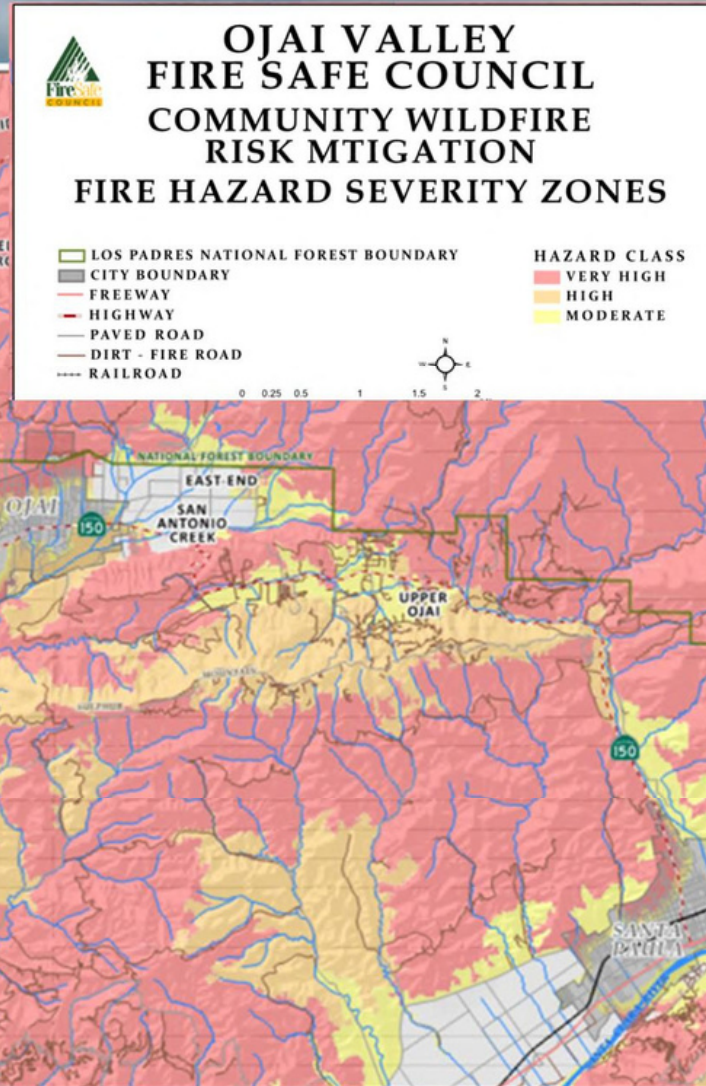 OJAI VALLEY
FIRE SAFE COUNCIL
COMMUNITY WILDFIRE
RISK MTIGATION
FIRE HAZARD SEVERITY ZONES
FireSafe
COUNCIL
LOS PADRES NATIONAL FOREST BOUNDARY
CITY BOUNDARY
FREEWAY
HIGHWAY
PAVED ROAD
DIRT - FIRE ROAD
RAILROAD
HAZARD CLASS
VERY HIGH
HIGH
MODERATE
N
W
E
S
0 0.25 0.5 1 1.5 2
NATIONAL FOREST BOUNDARY
EAST END
OJAI
150
SAN
ANTONIO
CREEK
UPPER
OJAI
SULPHUR
MOUNTAIN
150
SANTA
PAULA